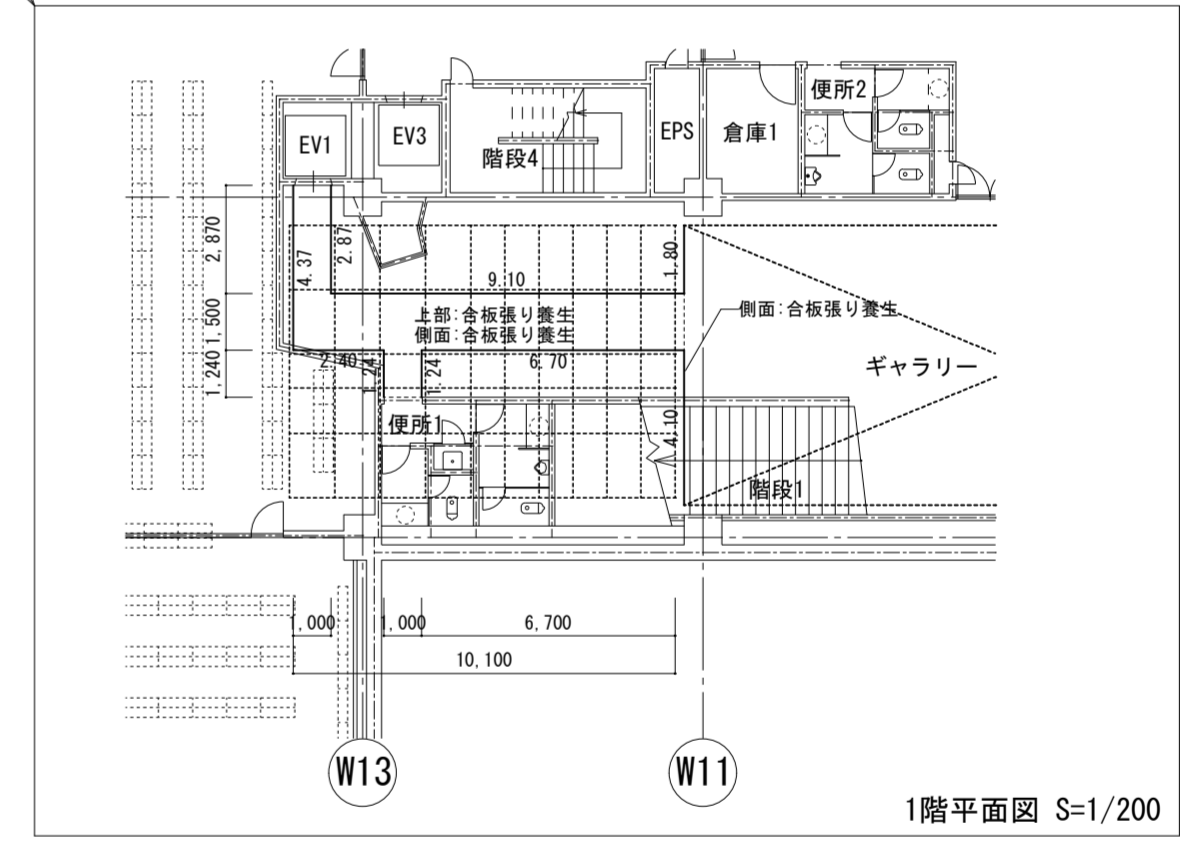 便所2
EV1
EV3
EPS
倉庫1
階段4
2,870
4.37
2.87
1.80
9.10
上部:合板張り養生
側面:合板張り養生
側面:合板張り養生
1,500
2.40
6.70
ギャラリー
1,240
1.24
1.24
便所1
4.10
階段1
1,000
1,000
6,700
10,100
W13
W11
1階平面図 S=1/200